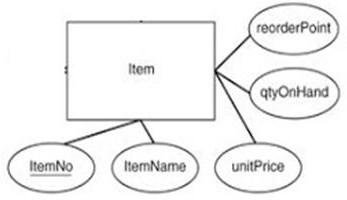 reorderPoint
Item
qtyOnHand
ItemNo
ItemName
unitPrice